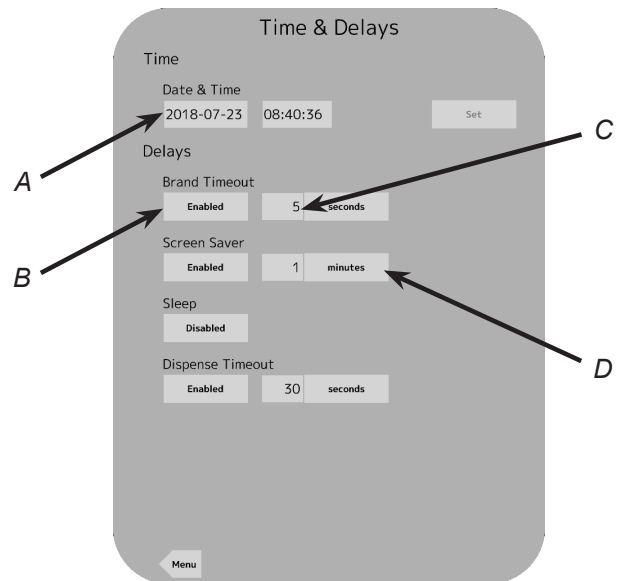 Time & Delays
Time
Date & Time
2018-07-23 08:40:36 Set
C
A
Delays
Brand Timeout
Enabled 5 seconds
B
Screen Saver
Enabled 1 minutes
Sleep
Disabled
D
Dispense Timeout
Enabled 30 seconds
Menu